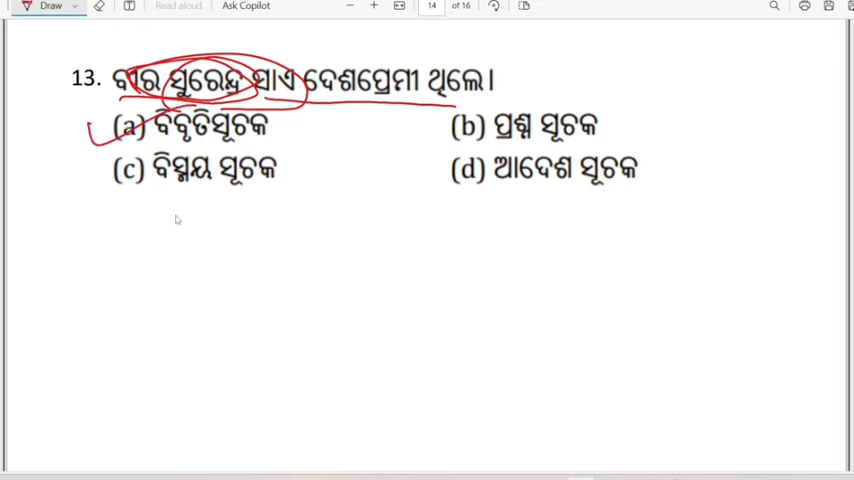 Draw
Read aloud
Ask Copilot
14 of 16
13. ବୀର ସୁରେନ୍ଦ୍ର ସାଏ ଦେଶପ୍ରେମୀ ଥିଲେ।
(a) ବିବୃତିସୂଚକ (b) ପ୍ରଶ୍ନ ସୂଚକ
(c) ବିସ୍ମୟ ସୂଚକ (d) ଆଦେଶ ସୂଚକ